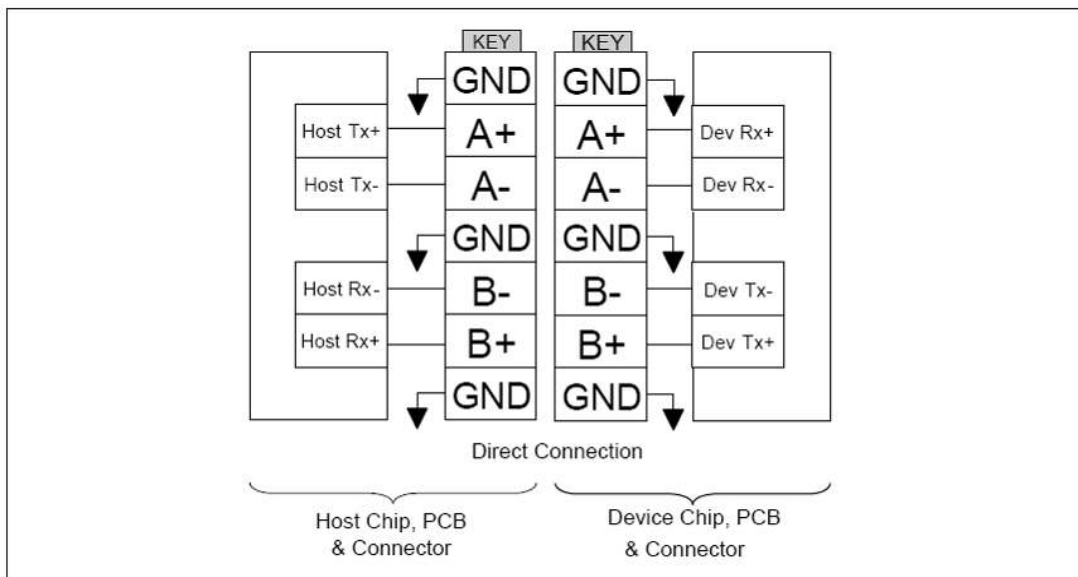 KEY KEY
GND GND
Host Tx+ A+ A+ Dev Rx+
Host Tx- A- A- Dev Rx-
GND GND
Host Rx- B- B- Dev Tx-
Host Rx+ B+ B+ Dev Tx+
GND GND
Direct Connection
Host Chip, PCB
& Connector
Device Chip, PCB
& Connector